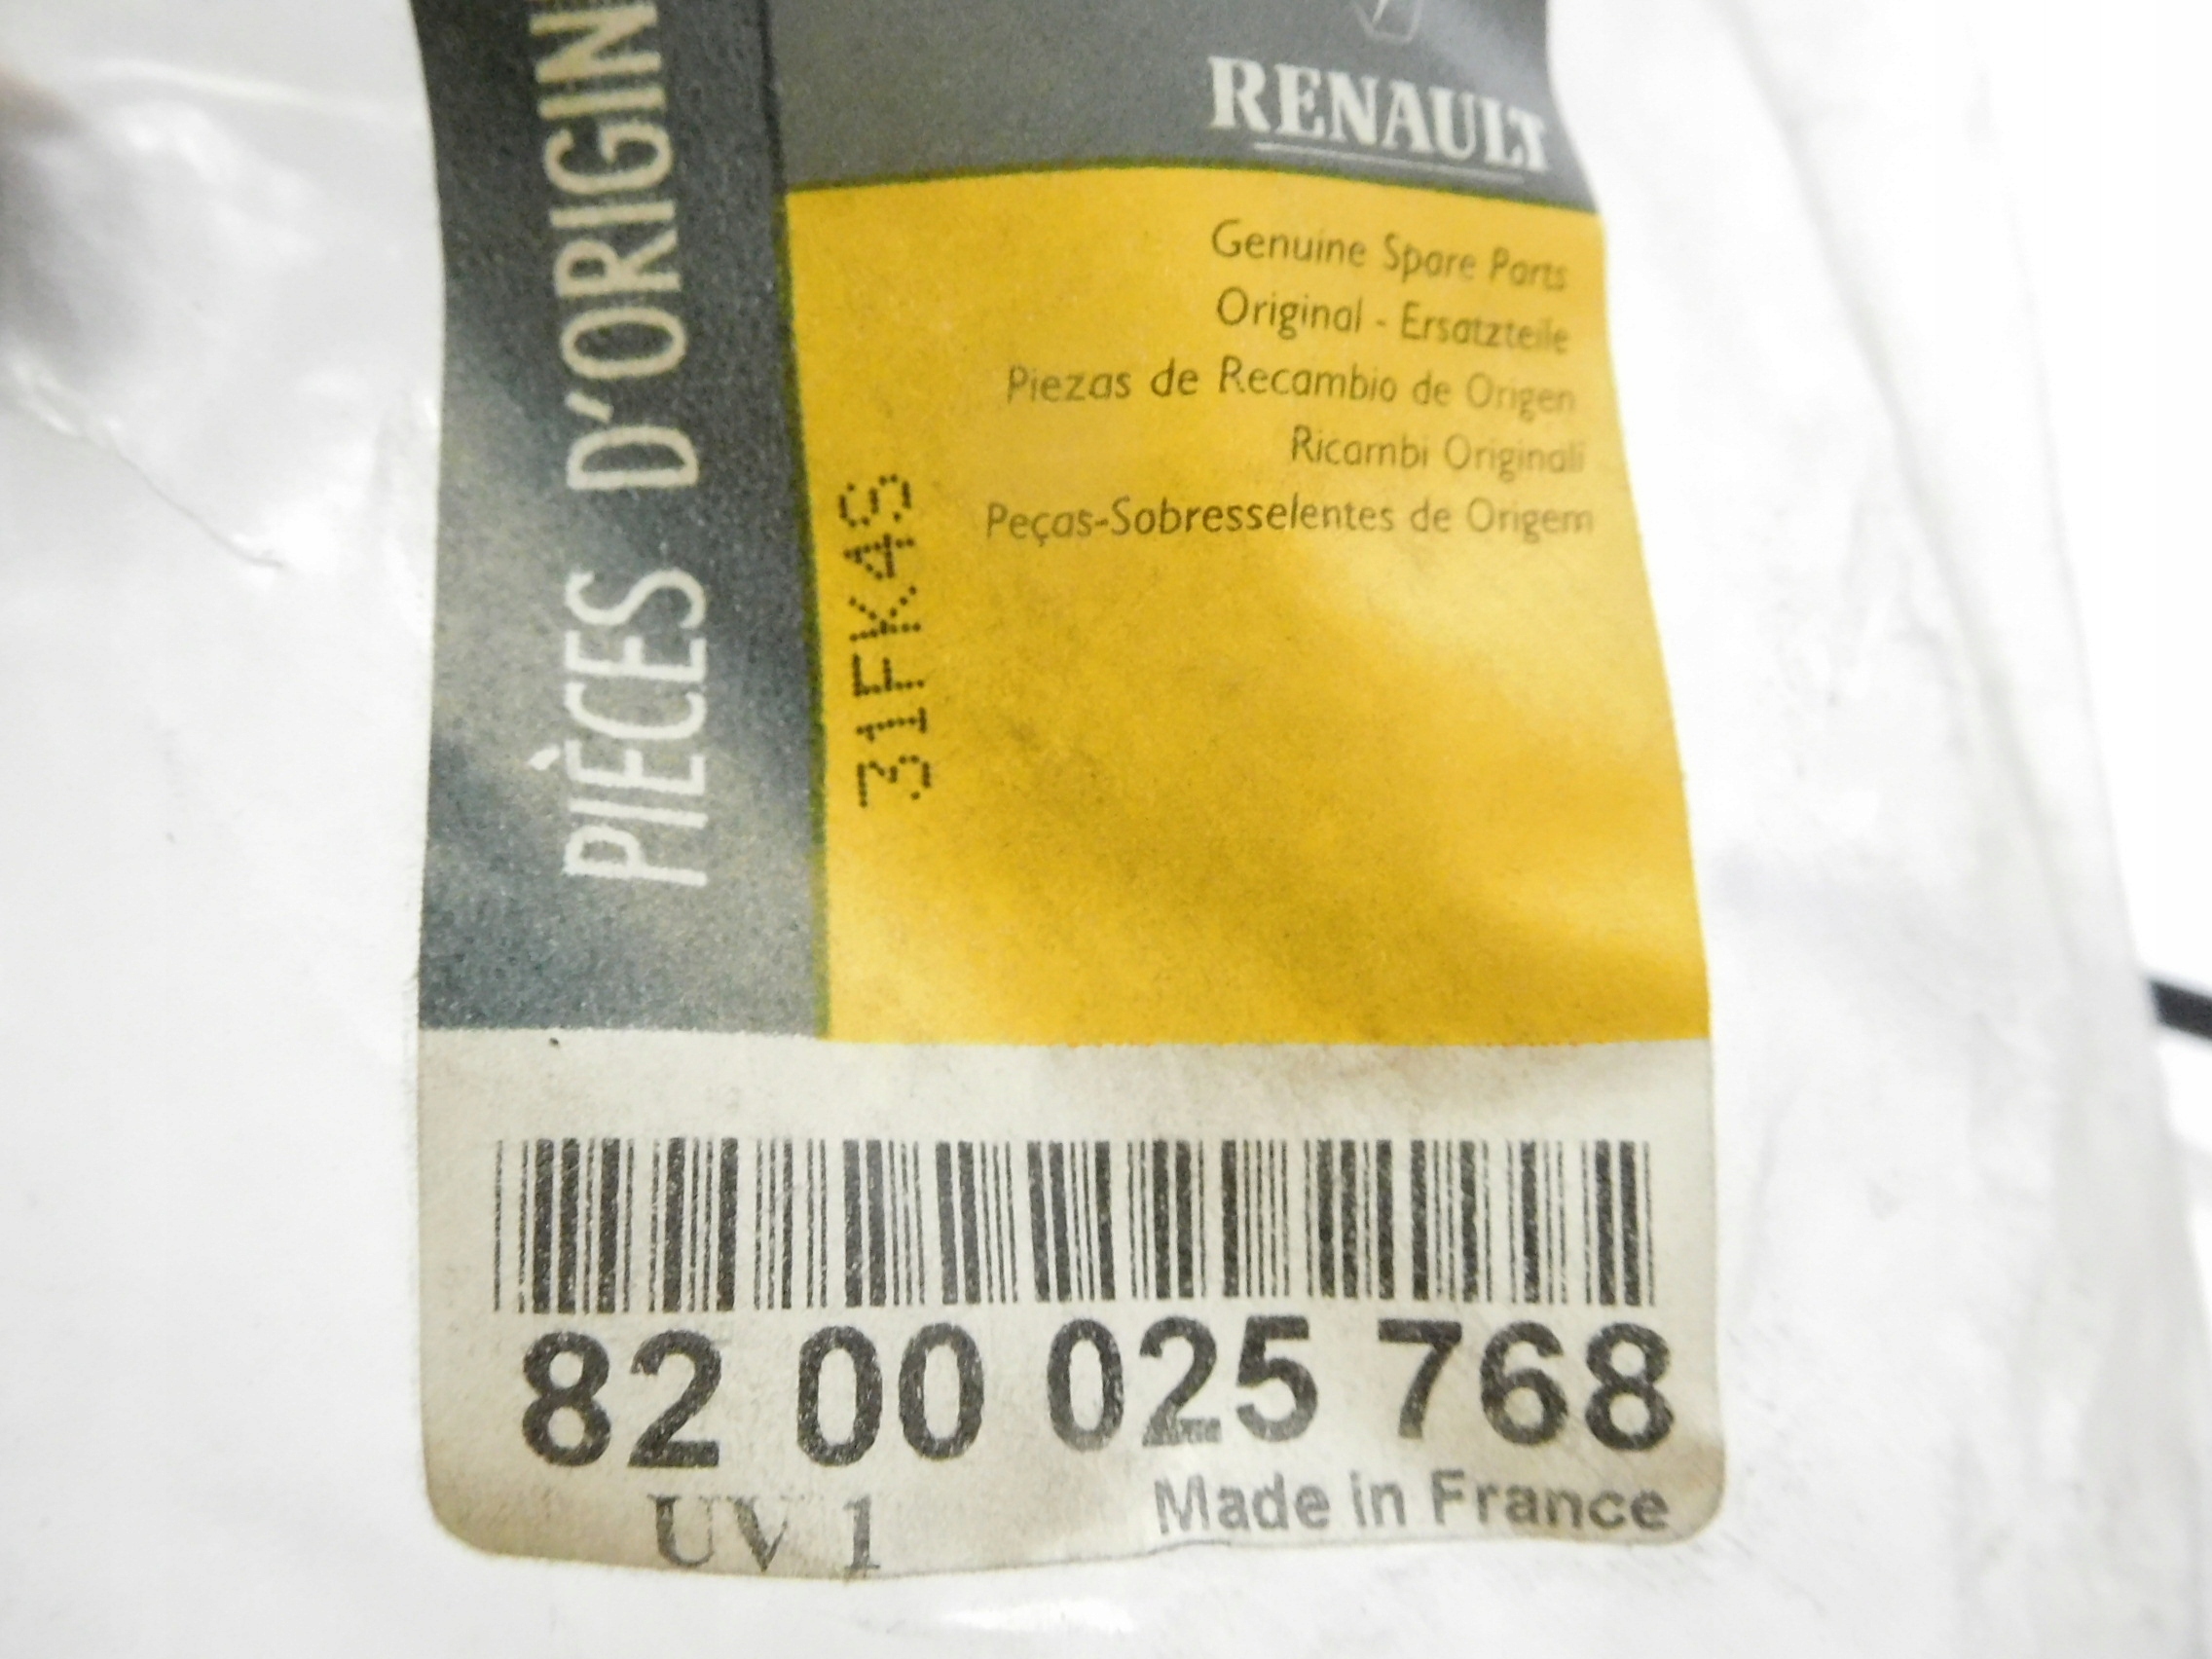 PIÈCES D'ORIGIN
RENAULT
Genuine Spare Parts
Original - Ersatzteile
Piezas de Recambio de Origen
Ricambi Originali
Peças-Sobresselentes de Origem
31FK4S
82 00 025 768
UV 1
Made in France